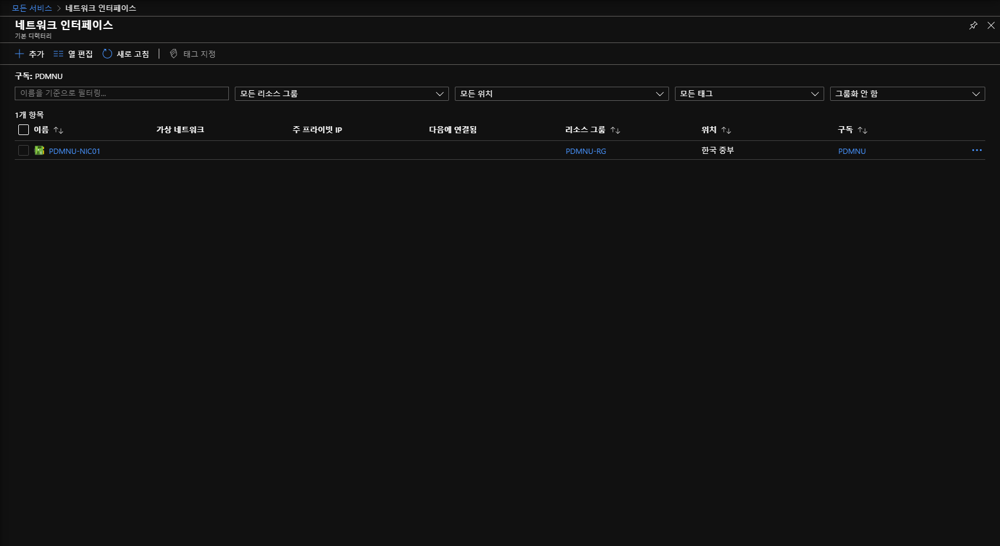 모든 서비스 > 네트워크 인터페이스
네트워크 인터페이스
기본 디렉터리
추가 열 편집 새로 고침 태그 지정
구독: PDMNU
이름을 기준으로 필터링... 모든 리소스 그룹 모든 위치 모든 태그 그룹화 안 함
1개 항목
이름 가상 네트워크 주 프라이빗 IP 다음에 연결됨 리소스 그룹 위치 구독
PDMNU-NIC01 PDMNU-RG 한국 중부 PDMNU